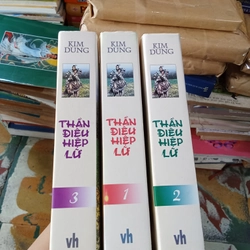 KIM
DUNG
THẦN
ĐIÊU
HIỆP
LỮ
3
vh
KIM
DUNG
THẦN
ĐIÊU
HIỆP
LỮ
1
vh
KIM
DUNG
THẦN
ĐIÊU
HIỆP
LỮ
2
vh